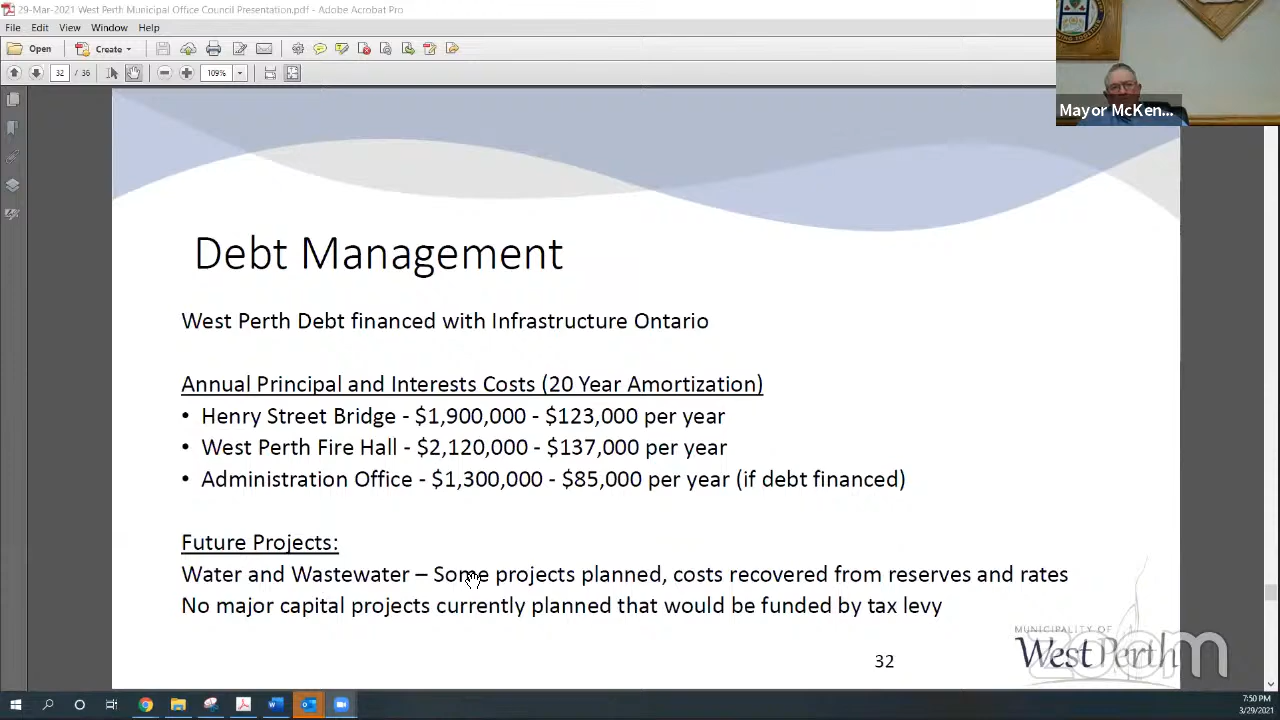 29-Mar-2021 West Perth Municipal Office Council Presentation.pdf - Adobe Acrobat Pro
File Edit View Window Help
Open Create
32 / 36 109%
Mayor McKen...
Debt Management
West Perth Debt financed with Infrastructure Ontario
Annual Principal and Interests Costs (20 Year Amortization)
• Henry Street Bridge - $1,900,000 - $123,000 per year
• West Perth Fire Hall - $2,120,000 - $137,000 per year
• Administration Office - $1,300,000 - $85,000 per year (if debt financed)
Future Projects:
Water and Wastewater – Some projects planned, costs recovered from reserves and rates
No major capital projects currently planned that would be funded by tax levy
32
MUNICIPALITY OF
West Perth
zoom
7:50 PM
3/29/2021